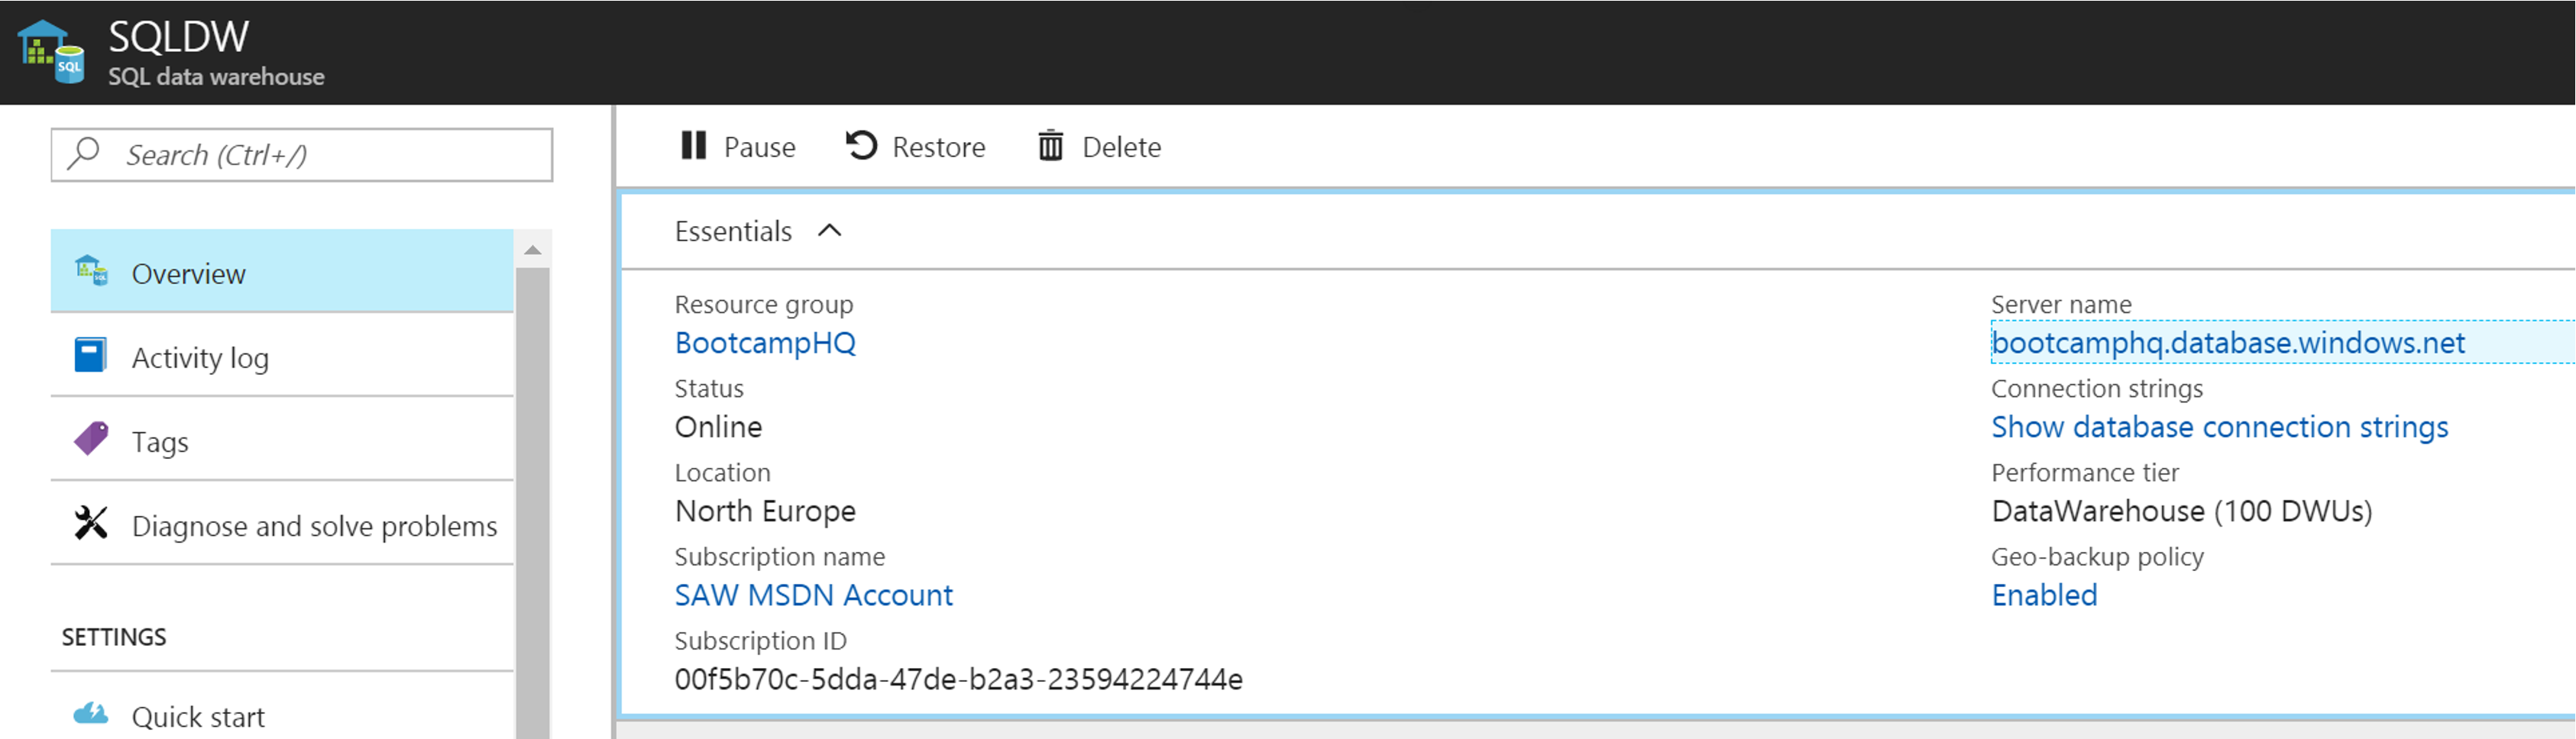 SQLDW
SQL data warehouse
SQL
Search (Ctrl+/)
Overview
Activity log
Tags
Diagnose and solve problems
SETTINGS
Quick start
Pause Restore Delete
Essentials
Resource group
BootcampHQ
Status
Online
Location
North Europe
Subscription name
SAW MSDN Account
Subscription ID
00f5b70c-5dda-47de-b2a3-23594224744e
Server name
bootcamphq.database.windows.net
Connection strings
Show database connection strings
Performance tier
DataWarehouse (100 DWUs)
Geo-backup policy
Enabled